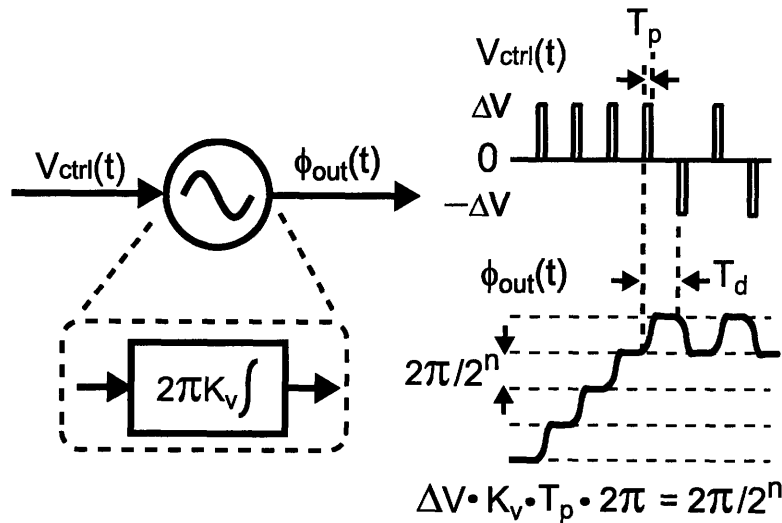 Vctrl(t)
ϕout(t)
2πKv∫
Tp
Vctrl(t)
ΔV
0
−ΔV
ϕout(t)
Td
2π/2ⁿ
ΔV • Kv • Tp • 2π = 2π/2ⁿ